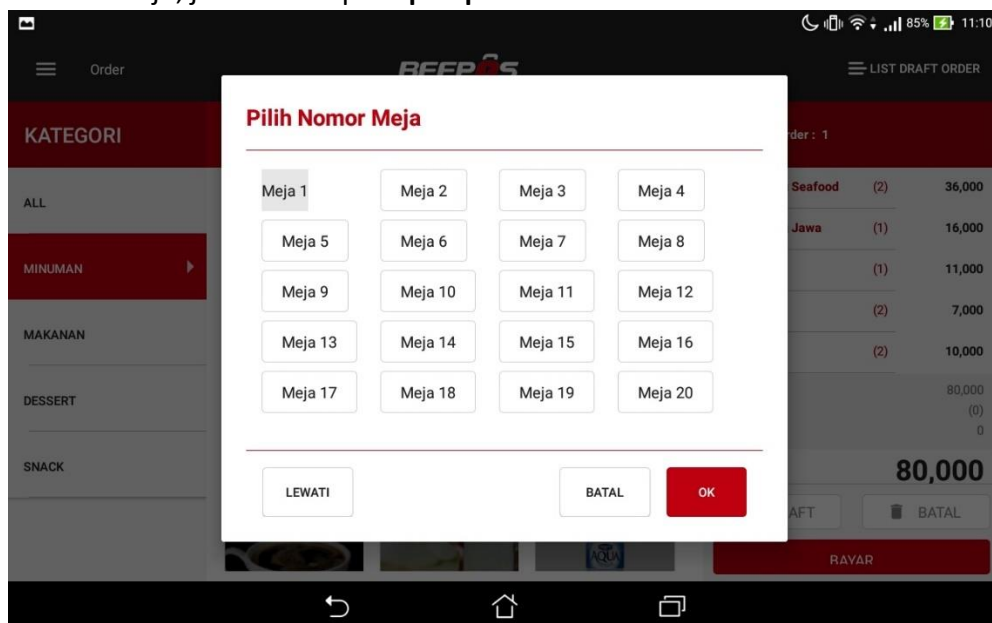 85% 11:10
Order
BEEPOS
LIST DRAFT ORDER
KATEGORI
rder : 1
Pilih Nomor Meja
ALL
MINUMAN
MAKANAN
DESSERT
SNACK
Meja 1 Meja 2 Meja 3 Meja 4
Meja 5 Meja 6 Meja 7 Meja 8
Meja 9 Meja 10 Meja 11 Meja 12
Meja 13 Meja 14 Meja 15 Meja 16
Meja 17 Meja 18 Meja 19 Meja 20
LEWATI BATAL OK
Seafood (2) 36,000
Jawa (1) 16,000
(1) 11,000
(2) 7,000
(2) 10,000
80,000
(0)
0
80,000
AFT BATAL
BAYAR
AQUA